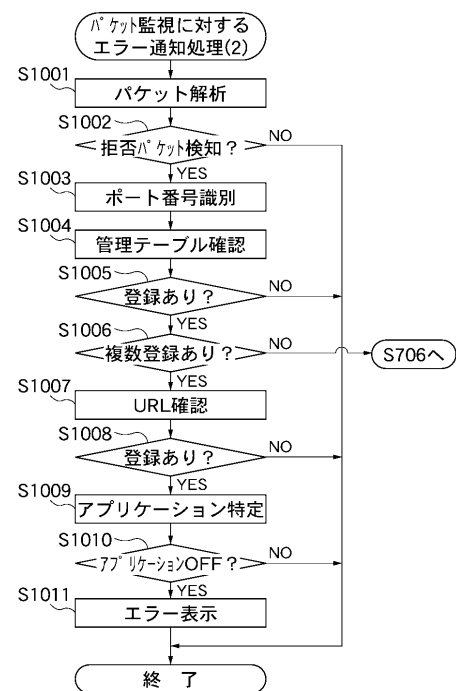 ﾊﾟｹｯﾄ監視に対する
エラー通知処理(2)
S1001
パケット解析
S1002
拒否ﾊﾟｹｯﾄ検知？
NO
YES
S1003
ポート番号識別
S1004
管理テーブル確認
S1005
登録あり？
NO
YES
S1006
複数登録あり？
NO
S706へ
YES
S1007
URL確認
S1008
登録あり？
NO
YES
S1009
アプリケーション特定
S1010
ｱﾌﾟﾘｹｰｼｮﾝOFF？
NO
YES
S1011
エラー表示
終　了